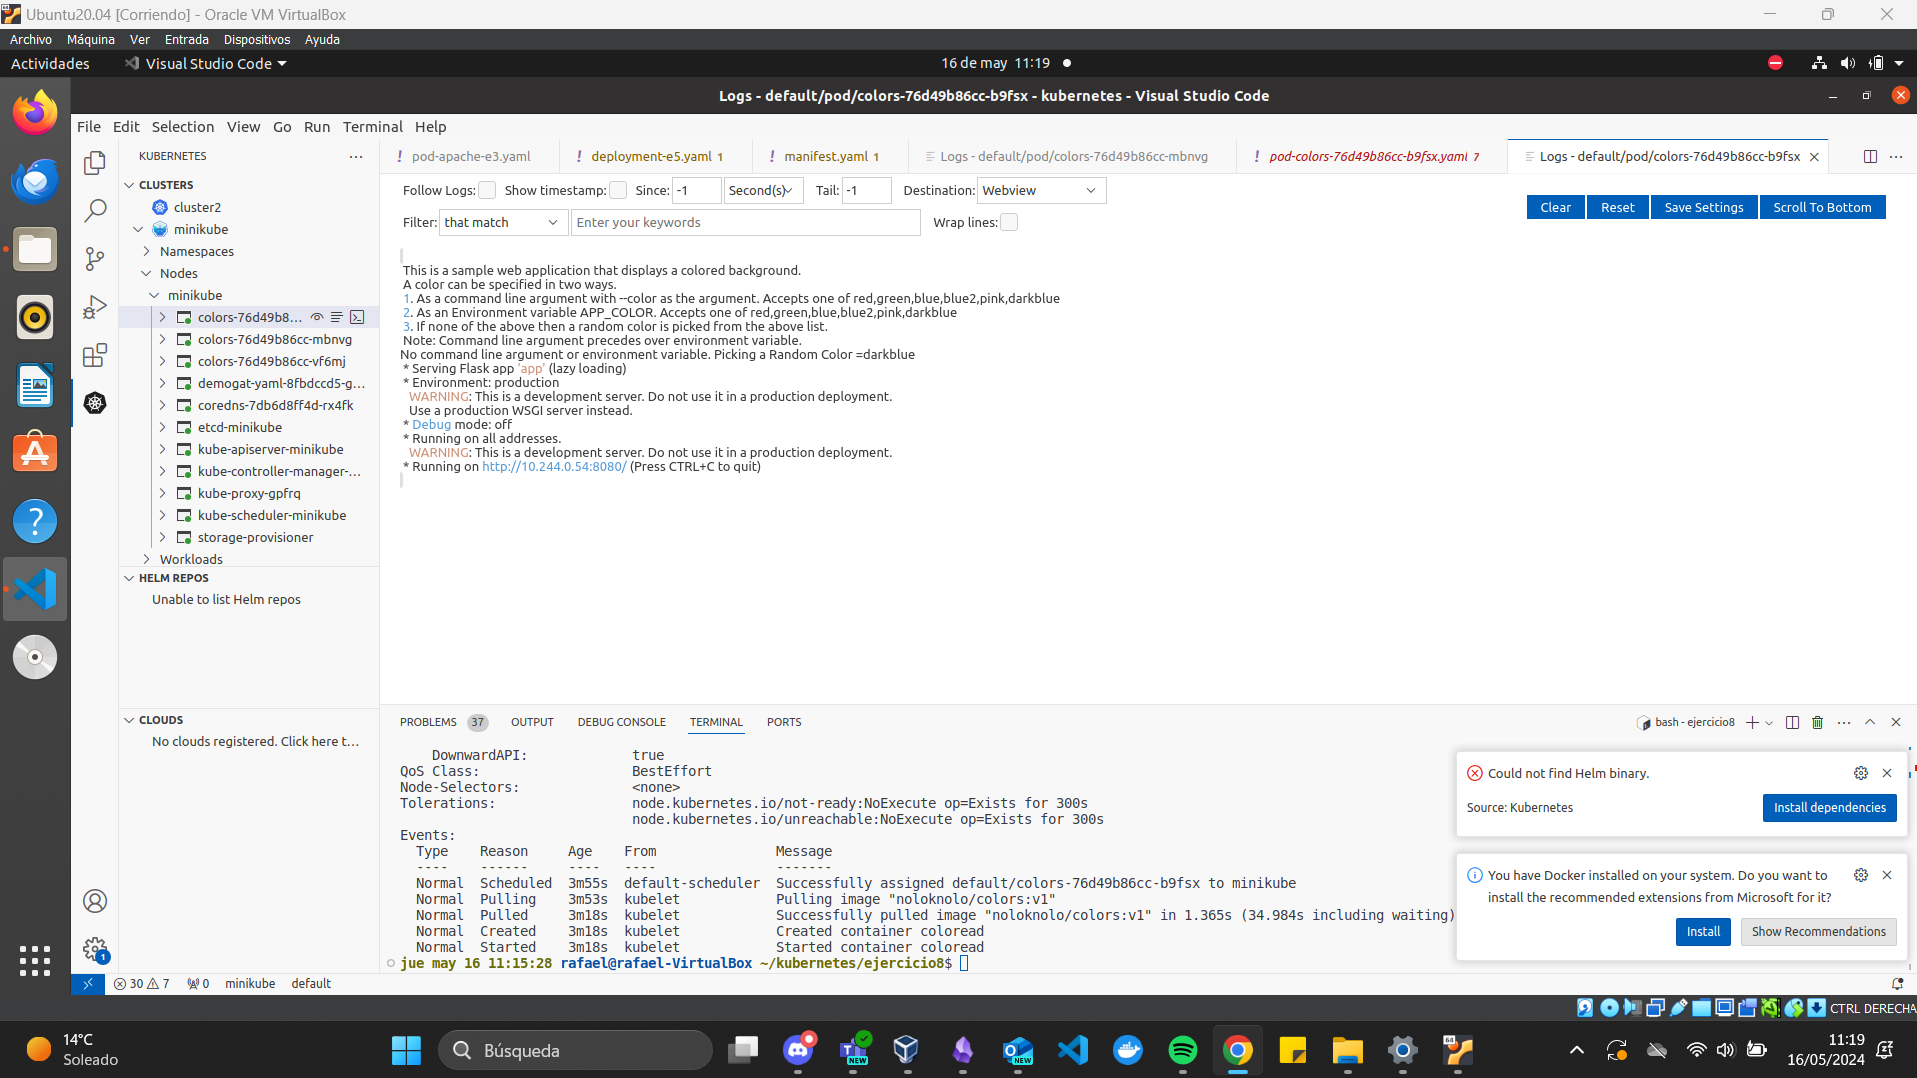 Ubuntu20.04 [Corriendo] - Oracle VM VirtualBox
Archivo Máquina Ver Entrada Dispositivos Ayuda
Actividades Visual Studio Code 16 de may 11:19
Logs - default/pod/colors-76d49b86cc-b9fsx - kubernetes - Visual Studio Code
File Edit Selection View Go Run Terminal Help
KUBERNETES
CLUSTERS
cluster2
minikube
Namespaces
Nodes
minikube
colors-76d49b8...
colors-76d49b86cc-mbnvg
colors-76d49b86cc-vf6mj
demogat-yaml-8fbdccd5-g...
coredns-7db6d8ff4d-rx4fk
etcd-minikube
kube-apiserver-minikube
kube-controller-manager-...
kube-proxy-gpfrq
kube-scheduler-minikube
storage-provisioner
Workloads
HELM REPOS
Unable to list Helm repos
CLOUDS
No clouds registered. Click here t...
! pod-apache-e3.yaml ! deployment-e5.yaml 1 ! manifest.yaml 1 Logs - default/pod/colors-76d49b86cc-mbnvg ! pod-colors-76d49b86cc-b9fsx.yaml 7 Logs - default/pod/colors-76d49b86cc-b9fsx
Follow Logs: Show timestamp: Since: -1 Second(s) Tail: -1 Destination: Webview
Clear Reset Save Settings Scroll To Bottom
Filter: that match Enter your keywords Wrap lines:
This is a sample web application that displays a colored background.
A color can be specified in two ways.
1. As a command line argument with --color as the argument. Accepts one of red,green,blue,blue2,pink,darkblue
2. As an Environment variable APP_COLOR. Accepts one of red,green,blue,blue2,pink,darkblue
3. If none of the above then a random color is picked from the above list.
Note: Command line argument precedes over environment variable.
No command line argument or environment variable. Picking a Random Color =darkblue
* Serving Flask app 'app' (lazy loading)
* Environment: production
WARNING: This is a development server. Do not use it in a production deployment.
Use a production WSGI server instead.
* Debug mode: off
* Running on all addresses.
WARNING: This is a development server. Do not use it in a production deployment.
* Running on http://10.244.0.54:8080/ (Press CTRL+C to quit)
PROBLEMS 37 OUTPUT DEBUG CONSOLE TERMINAL PORTS bash - ejercicio8
DownwardAPI: true
QoS Class: BestEffort
Node-Selectors: <none>
Tolerations: node.kubernetes.io/not-ready:NoExecute op=Exists for 300s
node.kubernetes.io/unreachable:NoExecute op=Exists for 300s
Events:
Type Reason Age From Message
---- ------ ---- ---- -------
Normal Scheduled 3m55s default-scheduler Successfully assigned default/colors-76d49b86cc-b9fsx to minikube
Normal Pulling 3m53s kubelet Pulling image "noloknolo/colors:v1"
Normal Pulled 3m18s kubelet Successfully pulled image "noloknolo/colors:v1" in 1.365s (34.984s including waiting)
Normal Created 3m18s kubelet Created container coloread
Normal Started 3m18s kubelet Started container coloread
jue may 16 11:15:28 rafael@rafael-VirtualBox ~/kubernetes/ejercicio8$
Could not find Helm binary.
Source: Kubernetes
Install dependencies
You have Docker installed on your system. Do you want to
install the recommended extensions from Microsoft for it?
Install Show Recommendations
1
30 7 0 minikube default
CTRL DERECHA
14°C
Soleado
Búsqueda
NEW
NEW
64
11:19
16/05/2024